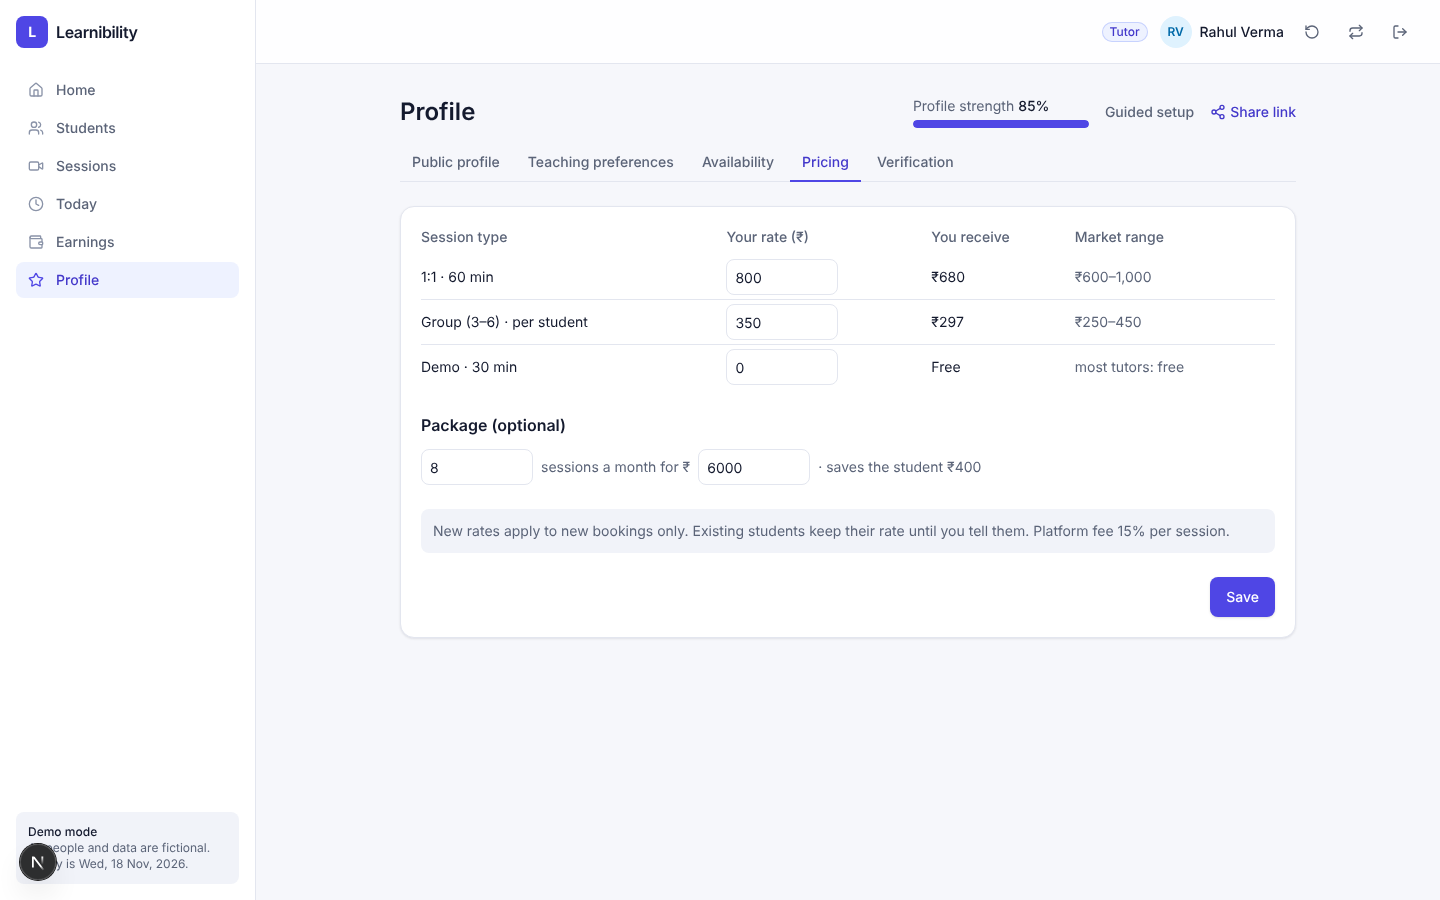 L Learnibility
Tutor RV Rahul Verma
Home
Students
Sessions
Today
Earnings
Profile
Profile
Profile strength 85%
Guided setup
Share link
Public profile Teaching preferences Availability Pricing Verification
Session type Your rate (₹) You receive Market range
1:1 · 60 min 800 ₹680 ₹600–1,000
Group (3–6) · per student 350 ₹297 ₹250–450
Demo · 30 min 0 Free most tutors: free
Package (optional)
8 sessions a month for ₹ 6000 · saves the student ₹400
New rates apply to new bookings only. Existing students keep their rate until you tell them. Platform fee 15% per session.
Save
Demo mode
people and data are fictional.
is Wed, 18 Nov, 2026.
N